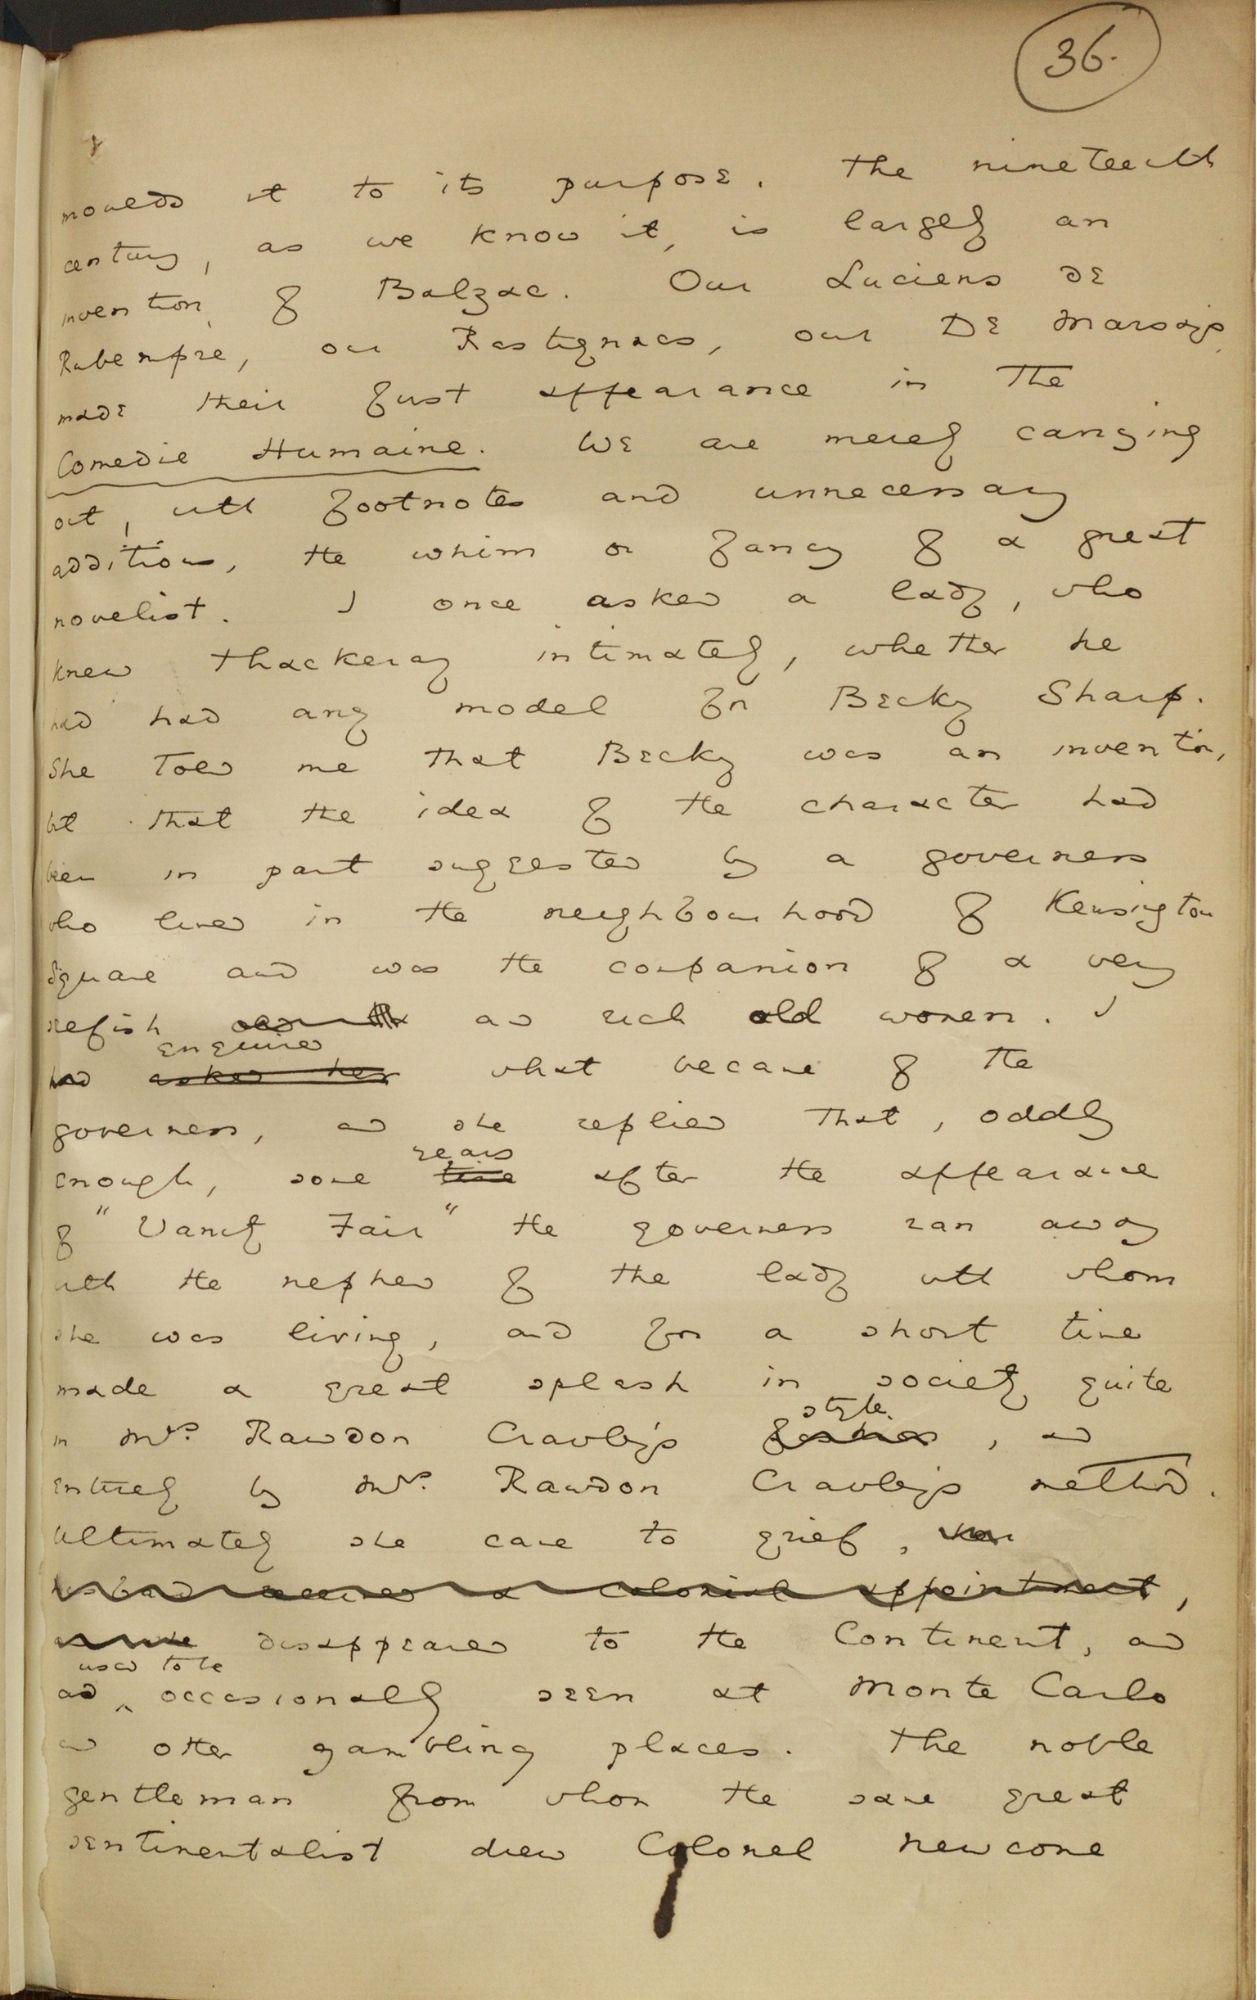 36.
moulds it to its purpose. The nineteenth
century, as we know it, is largely an
invention of Balzac. Our Luciens de
Rubempre, our Rastignacs, our De Marsays
made their first appearance in the
Comedie Humaine. We are merely carrying
out, with footnotes and unnecessary
additions, the whim or fancy of a great
novelist. I once asked a lady, who
knew Thackeray intimately, whether he
had had any model for Becky Sharp.
She told me that Becky was an invention,
but that the idea of the character had
been in part suggested by a governess
who lived in the neighbourhood of Kensington
Square and was the companion of a very
selfish and rich old woman. I
enquired
had asked her what became of the
governess, and she replied that, oddly
years
enough, some time after the appearance
of "Vanity Fair" the governess ran away
with the nephew of the lady with whom
she was living, and for a short time
made a great splash in society quite
style
in Mrs. Rawdon Crawley's fashion, and
entirely by Mrs. Rawdon Crawley's method.
Ultimately she came to grief, her
husband received a colonial appointment,
disappeared to the Continent, and
used to be
and ^ occasionally seen at Monte Carlo
and other gambling places. The noble
gentleman from whom the same great
sentimentalist drew Colonel Newcome